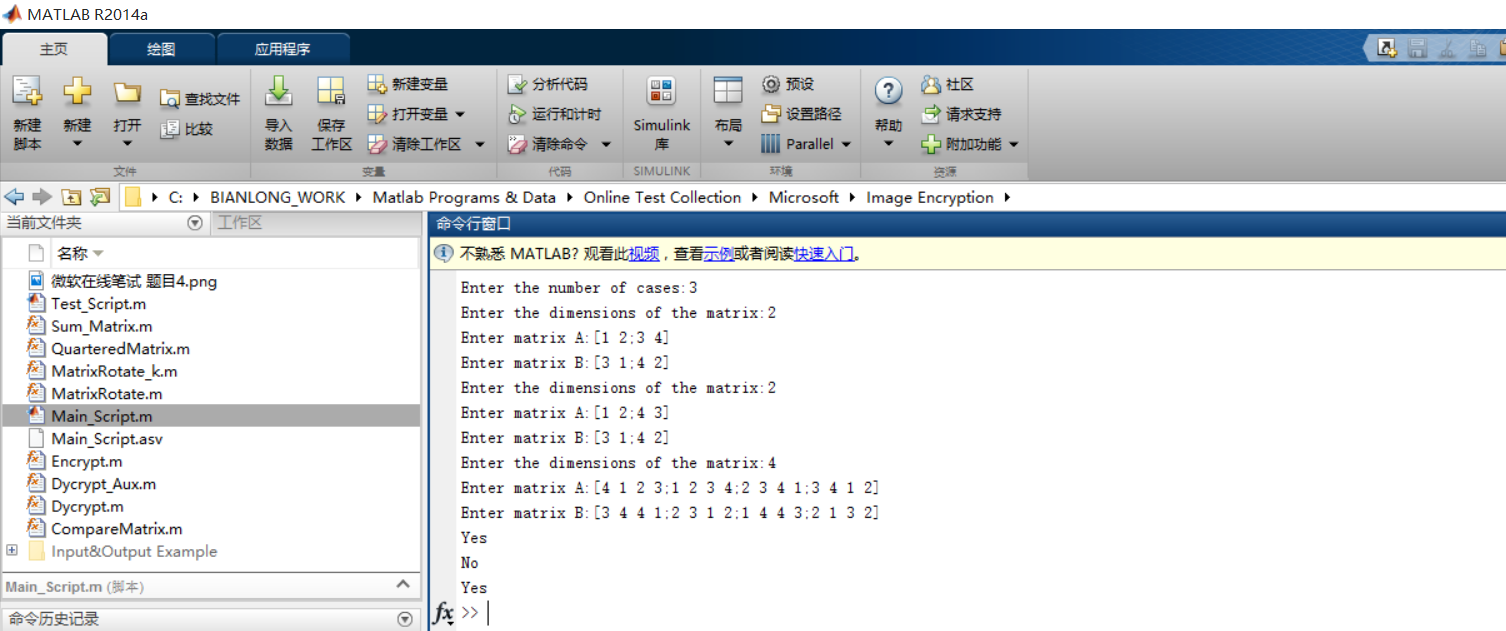 MATLAB R2014a
主页 绘图 应用程序
新建脚本 新建 打开 查找文件 比较 导入数据 保存工作区 新建变量 打开变量 清除工作区 分析代码 运行和计时 清除命令 Simulink 库 布局 预设 设置路径 Parallel 帮助 社区 请求支持 附加功能
文件 变量 代码 SIMULINK 环境 资源
C: BIANLONG_WORK Matlab Programs & Data Online Test Collection Microsoft Image Encryption
当前文件夹 工作区
名称
微软在线笔试 题目4.png
Test_Script.m
Sum_Matrix.m
QuarteredMatrix.m
MatrixRotate_k.m
MatrixRotate.m
Main_Script.m
Main_Script.asv
Encrypt.m
Dycrypt_Aux.m
Dycrypt.m
CompareMatrix.m
Input&Output Example
Main_Script.m (脚本)
命令历史记录
命令行窗口
不熟悉 MATLAB? 观看此视频，查看示例或者阅读快速入门。
Enter the number of cases:3
Enter the dimensions of the matrix:2
Enter matrix A:[1 2;3 4]
Enter matrix B:[3 1;4 2]
Enter the dimensions of the matrix:2
Enter matrix A:[1 2;4 3]
Enter matrix B:[3 1;4 2]
Enter the dimensions of the matrix:4
Enter matrix A:[4 1 2 3;1 2 3 4;2 3 4 1;3 4 1 2]
Enter matrix B:[3 4 4 1;2 3 1 2;1 4 4 3;2 1 3 2]
Yes
No
Yes
fx >>